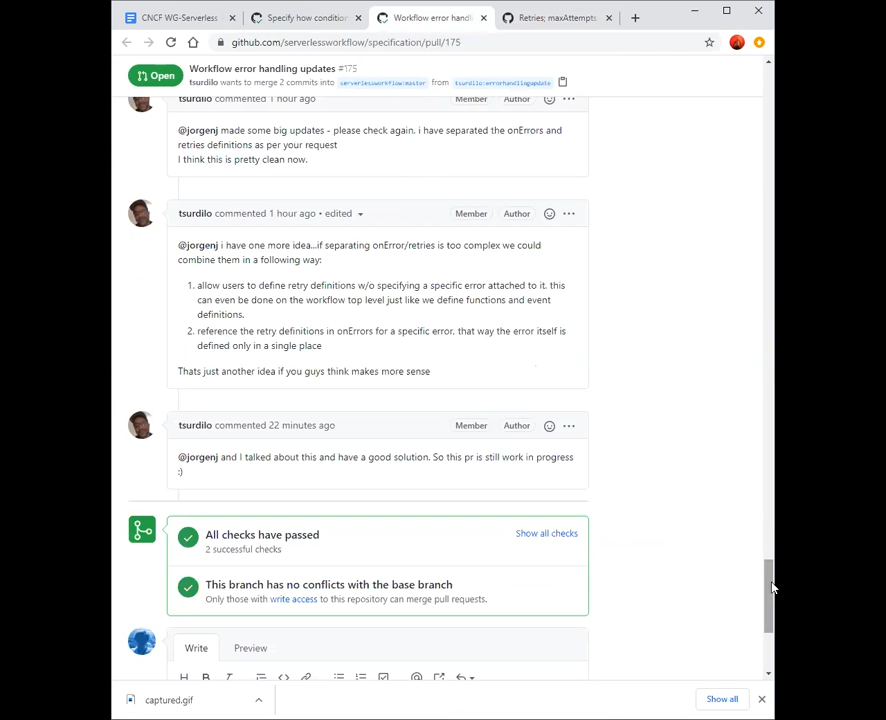 CNCF WG-Serverless
Specify how condition
Workflow error handl
Retries; maxAttempts
github.com/serverlessworkflow/specification/pull/175
Open
Workflow error handling updates #175
tsurdilo wants to merge 2 commits into serverlessworkflow:master from tsurdilo:errorhandlingupdate
tsurdilo commented 1 hour ago
Member
Author
@jorgenj made some big updates - please check again. i have separated the onErrors and
retries definitions as per your request
I think this is pretty clean now.
tsurdilo commented 1 hour ago • edited
Member
Author
@jorgenj i have one more idea...if separating onError/retries is too complex we could
combine them in a following way:
1. allow users to define retry definitions w/o specifying a specific error attached to it. this
can even be done on the workflow top level just like we define functions and event
definitions.
2. reference the retry definitions in onErrors for a specific error. that way the error itself is
defined only in a single place
Thats just another idea if you guys think makes more sense
tsurdilo commented 22 minutes ago
Member
Author
@jorgenj and I talked about this and have a good solution. So this pr is still work in progress
:)
All checks have passed
Show all checks
2 successful checks
This branch has no conflicts with the base branch
Only those with write access to this repository can merge pull requests.
Write
Preview
H B I
captured.gif
Show all